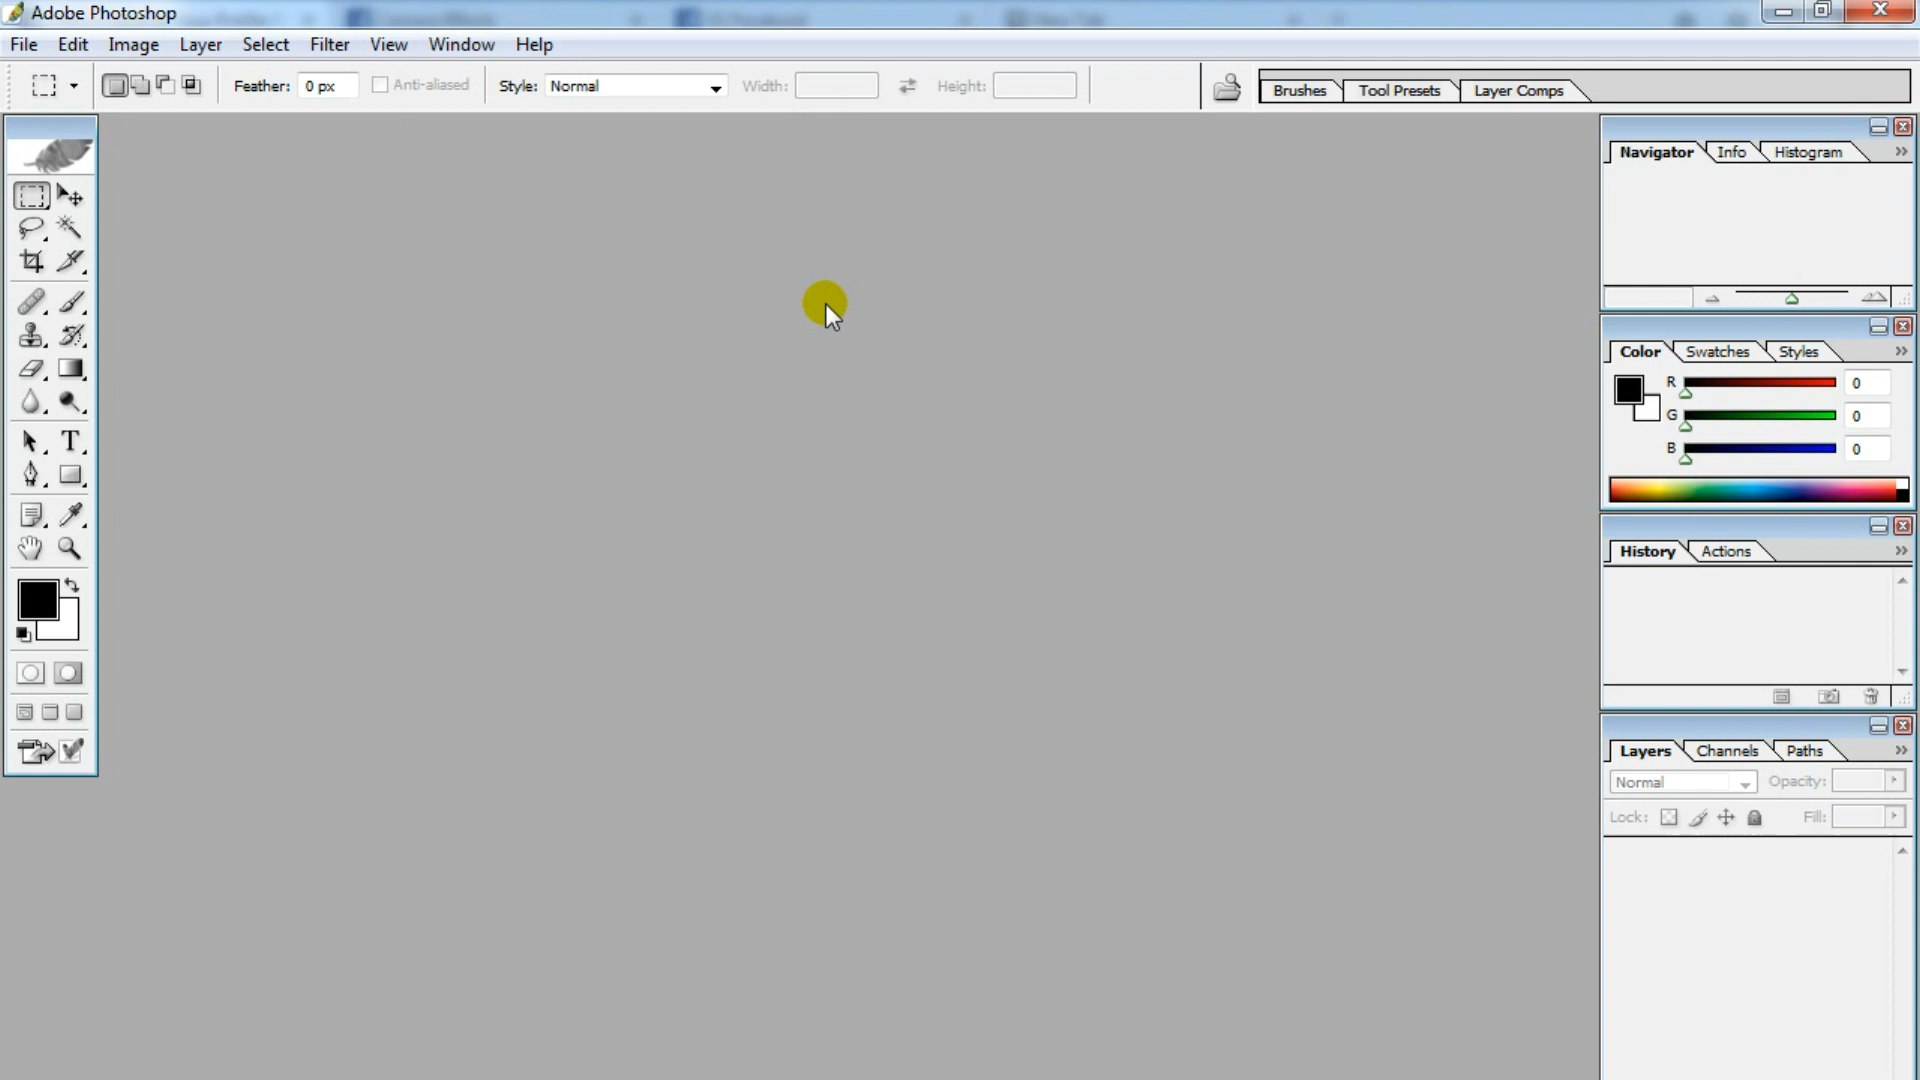 Adobe Photoshop
File Edit Image Layer Select Filter View Window Help
Feather: 0 px Anti-aliased Style: Normal Width: Height: Brushes Tool Presets Layer Comps
Navigator Info Histogram
Color Swatches Styles
R 0
G 0
B 0
T
History Actions
Layers Channels Paths
Normal Opacity:
Lock: Fill: